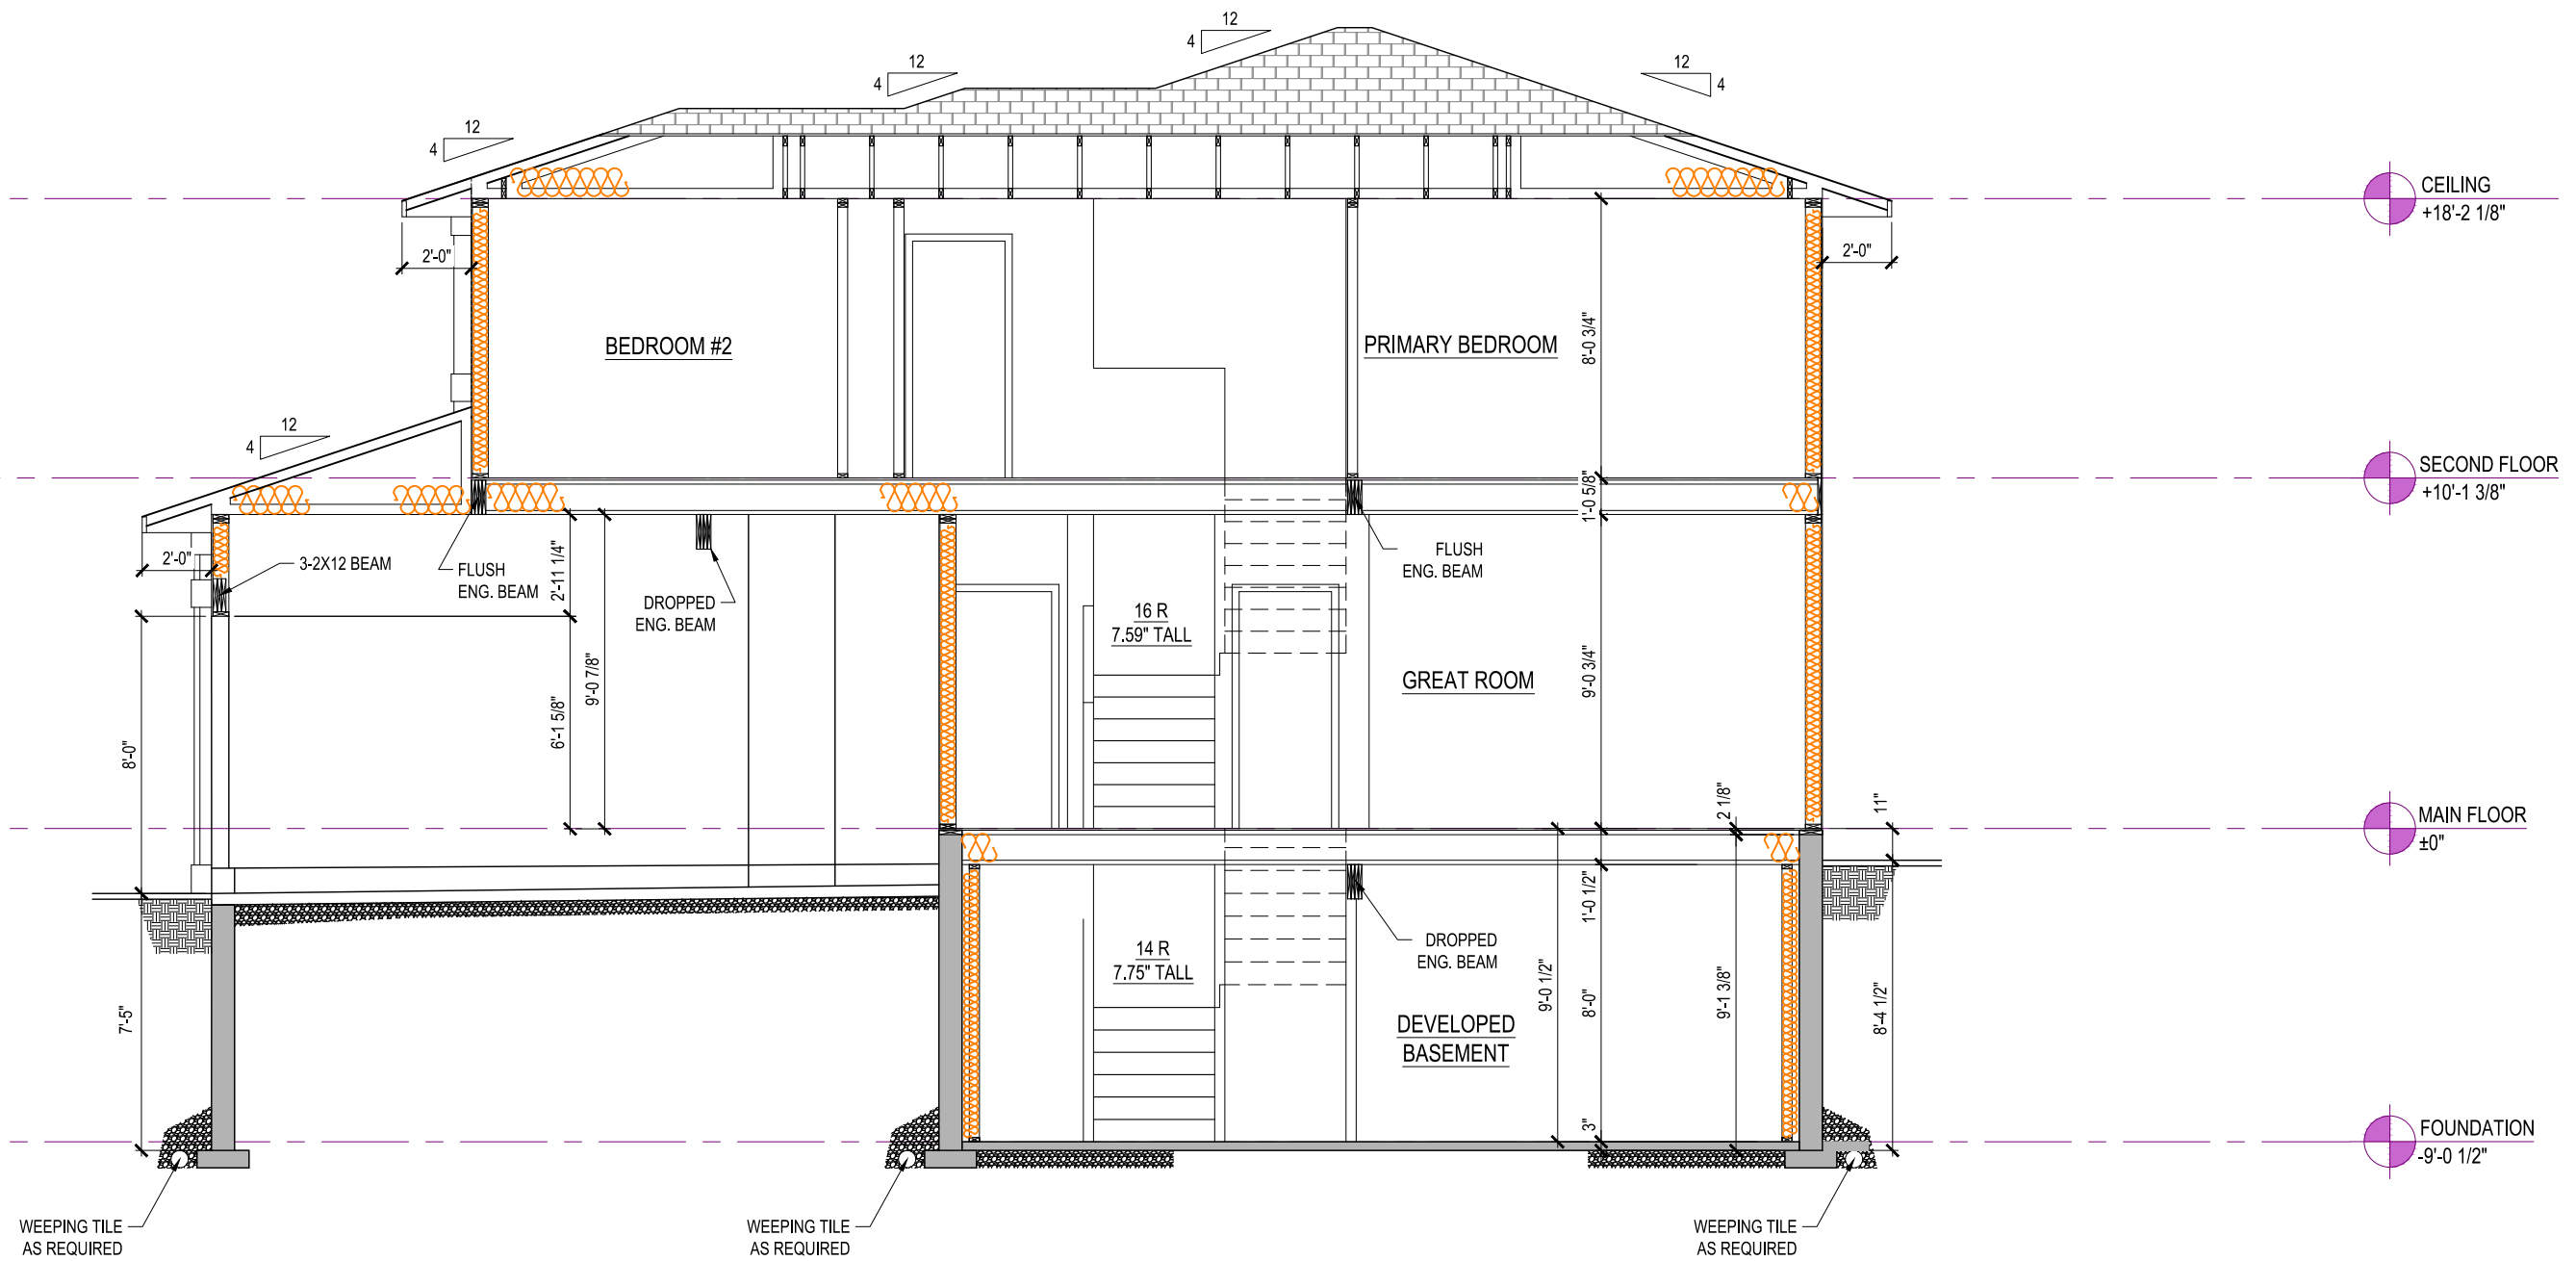 12
4
12
4
12
4
12
4
CEILING
+18'-2 1/8"
2'-0"
2'-0"
BEDROOM #2
PRIMARY BEDROOM
8'-0 3/4"
12
4
SECOND FLOOR
+10'-1 3/8"
1'-0 5/8"
2'-0"
3-2X12 BEAM
FLUSH
ENG. BEAM
2'-11 1/4"
DROPPED
ENG. BEAM
FLUSH
ENG. BEAM
16 R
7.59" TALL
GREAT ROOM
9'-0 3/4"
9'-0 7/8"
6'-1 5/8"
8'-0"
2 1/8"
11"
MAIN FLOOR
±0"
1'-0 1/2"
14 R
7.75" TALL
DROPPED
ENG. BEAM
9'-0 1/2"
8'-0"
9'-1 3/8"
8'-4 1/2"
7'-5"
DEVELOPED
BASEMENT
3"
FOUNDATION
-9'-0 1/2"
WEEPING TILE
AS REQUIRED
WEEPING TILE
AS REQUIRED
WEEPING TILE
AS REQUIRED